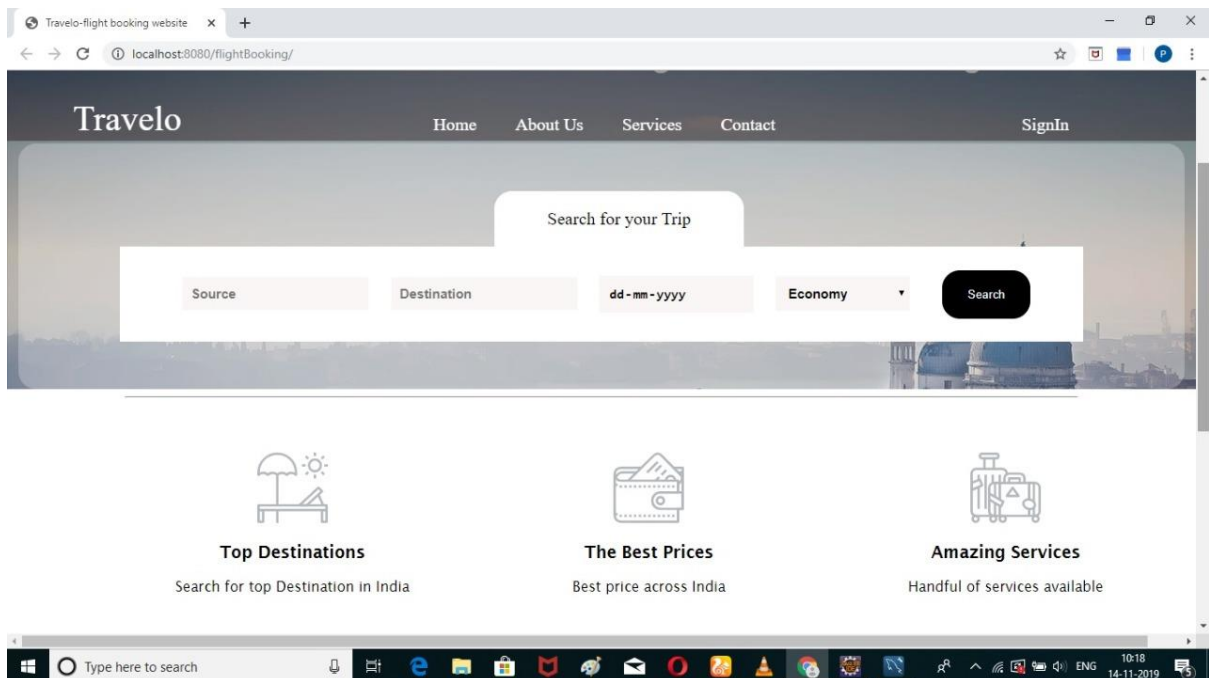 Travelo-flight booking website
localhost:8080/flightBooking/
P
Travelo Home About Us Services Contact SignIn
Search for your Trip
Source Destination dd-mm-yyyy Economy Search
Top Destinations The Best Prices Amazing Services
Search for top Destination in India Best price across India Handful of services available
Type here to search ENG 10:18
14-11-2019 5